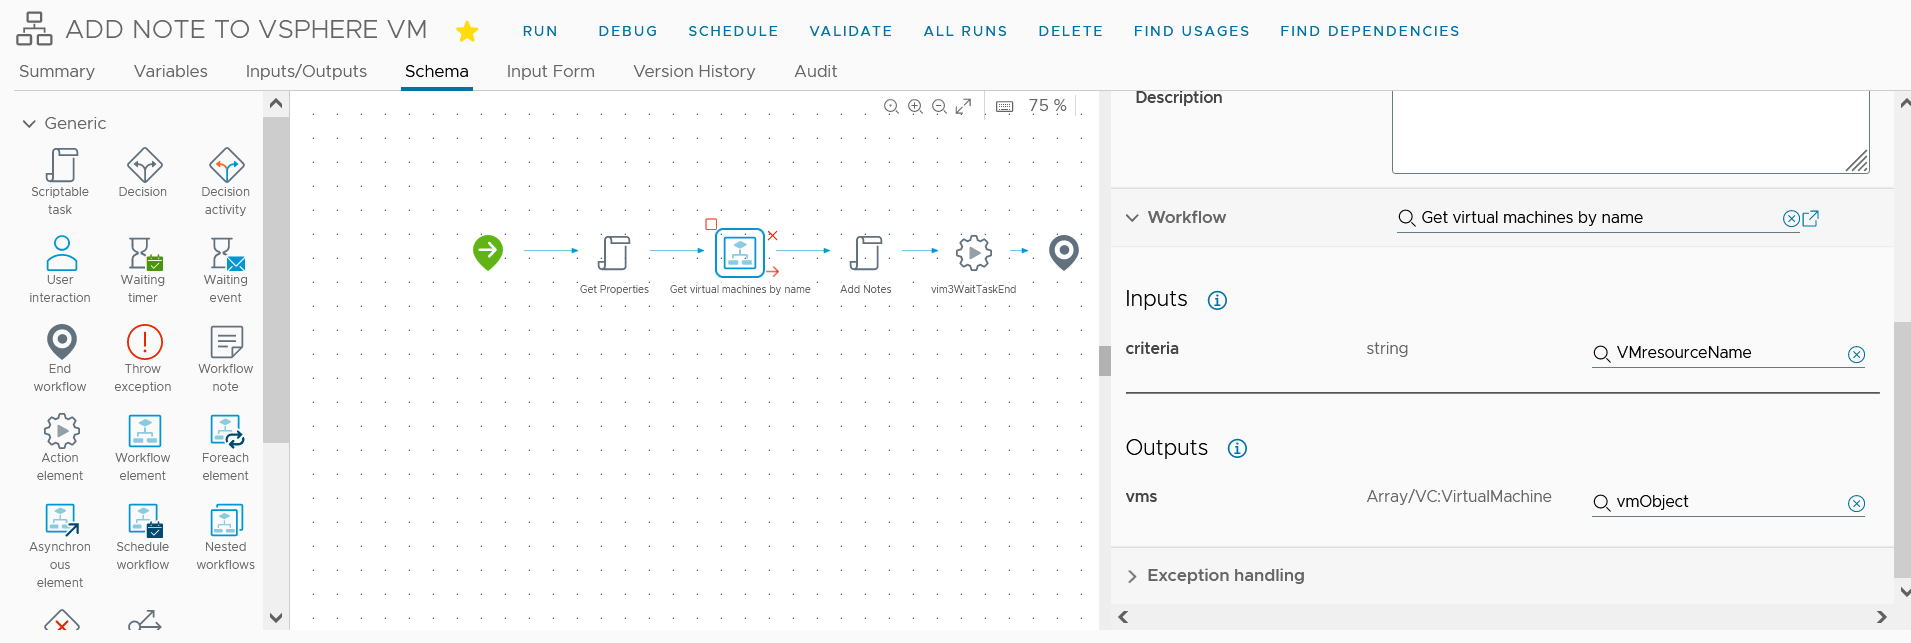 ADD NOTE TO VSPHERE VM RUN DEBUG SCHEDULE VALIDATE ALL RUNS DELETE FIND USAGES FIND DEPENDENCIES
Summary Variables Inputs/Outputs Schema Input Form Version History Audit
Generic
Scriptable task
Decision
Decision activity
User interaction
Waiting timer
Waiting event
End workflow
Throw exception
Workflow note
Action element
Workflow element
Foreach element
Asynchron
ous
element
Schedule workflow
Nested workflows
75 %
Get Properties Get virtual machines by name Add Notes vim3WaitTaskEnd
Description
Workflow Get virtual machines by name
Inputs
criteria string VMresourceName
Outputs
vms Array/VC:VirtualMachine vmObject
Exception handling